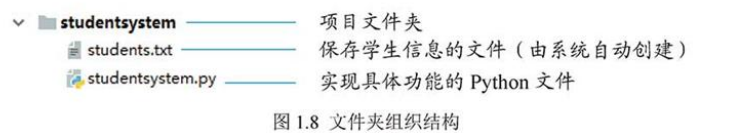 studentsystem 项目文件夹
students.txt 保存学生信息的文件（由系统自动创建）
studentsystem.py 实现具体功能的 Python 文件
图 1.8 文件夹组织结构